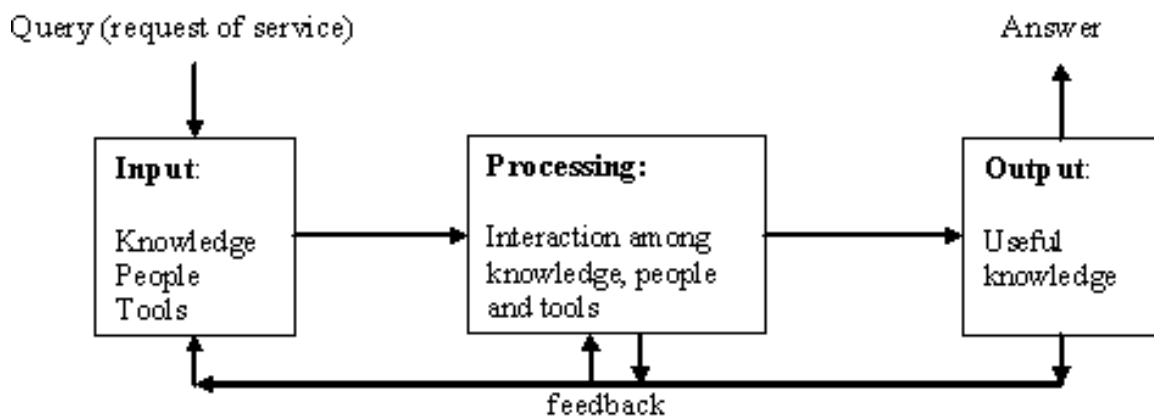 Query (request of service)
Answer
Input:
Knowledge
People
Tools
Processing:
Interaction among
knowledge, people
and tools
Output:
Useful
knowledge
feedback